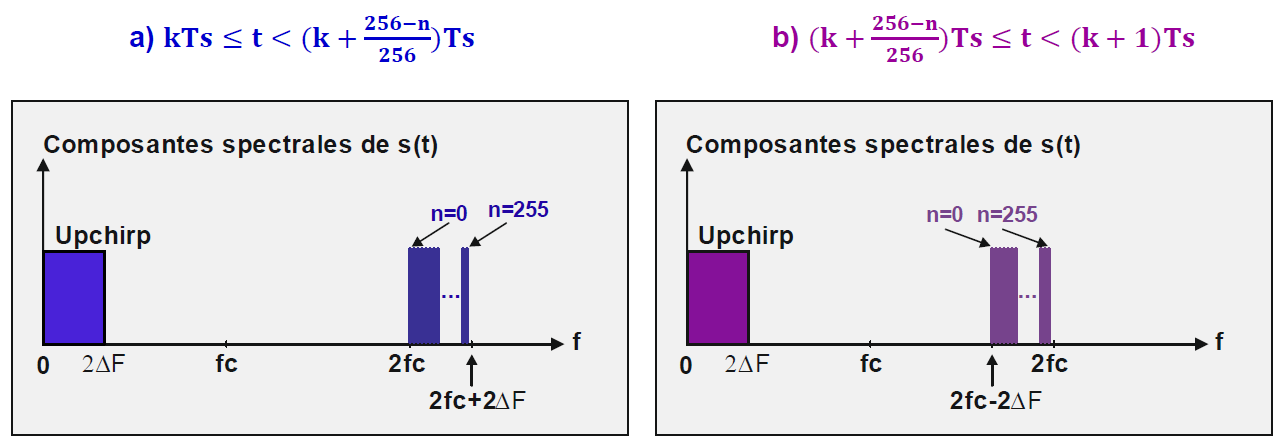 a) kTs ≤ t < (k + (256−n)/256)Ts
b) (k + (256−n)/256)Ts ≤ t < (k + 1)Ts
Composantes spectrales de s(t)
n=0 n=255
Upchirp
...
f
0 2ΔF fc 2fc
2fc+2ΔF
Composantes spectrales de s(t)
n=0 n=255
Upchirp
...
f
0 2ΔF fc 2fc
2fc-2ΔF